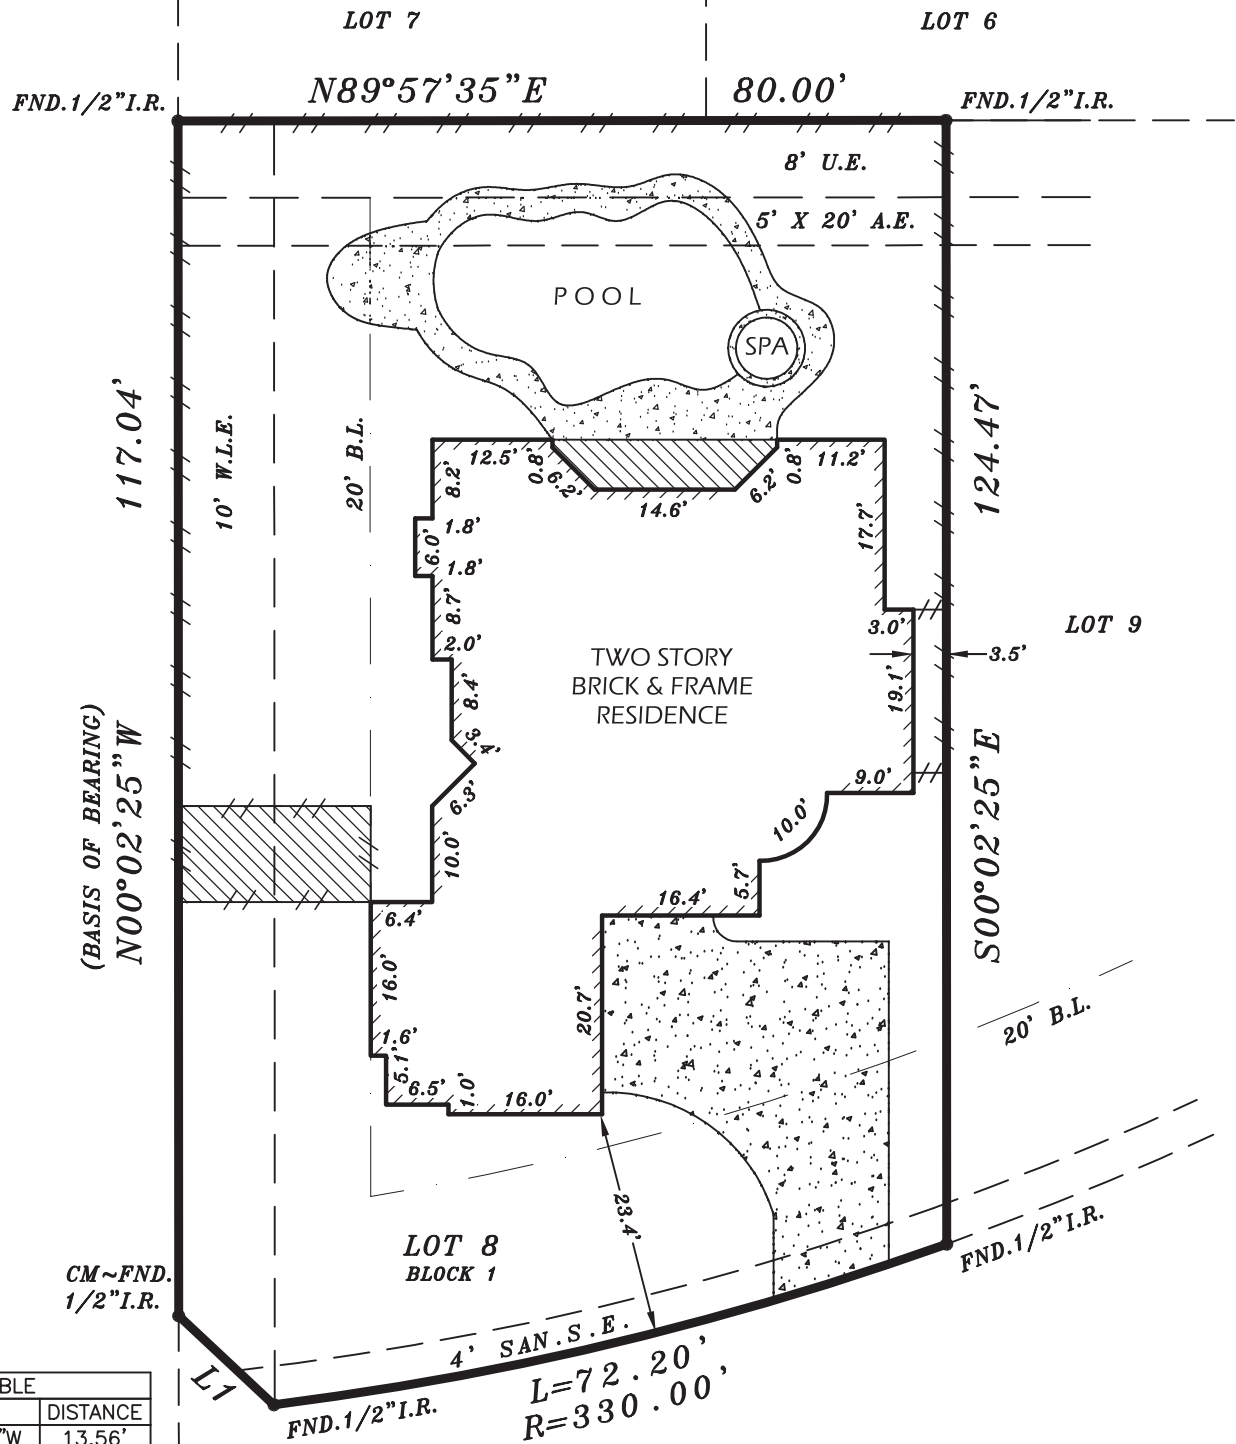 LOT 7
LOT 6
N89°57'35"E
80.00'
FND.1/2"I.R.
FND.1/2"I.R.
8' U.E.
5' X 20' A.E.
POOL
SPA
117.04'
10' W.L.E.
20' B.L.
124.47'
12.5'
0.8'
6.2'
14.6'
6.2'
0.8'
11.2'
8.2'
1.8'
6.0'
1.8'
8.7'
2.0'
17.7'
LOT 9
3.0'
3.5'
TWO STORY
BRICK & FRAME
RESIDENCE
8.4'
19.1'
3.4'
9.0'
6.3'
10.0'
(BASIS OF BEARING)
N00°02'25"W
S00°02'25"E
10.0'
5.7'
16.4'
6.4'
16.0'
20.7'
1.6'
5.1'
6.5'
1.0'
16.0'
20' B.L.
23.4'
LOT 8
BLOCK 1
CM~FND.
1/2"I.R.
FND.1/2"I.R.
4' SAN.S.E.
L1
L=72.20',
R=330.00'
FND.1/2"I.R.
BLE
DISTANCE
"W 13.56'